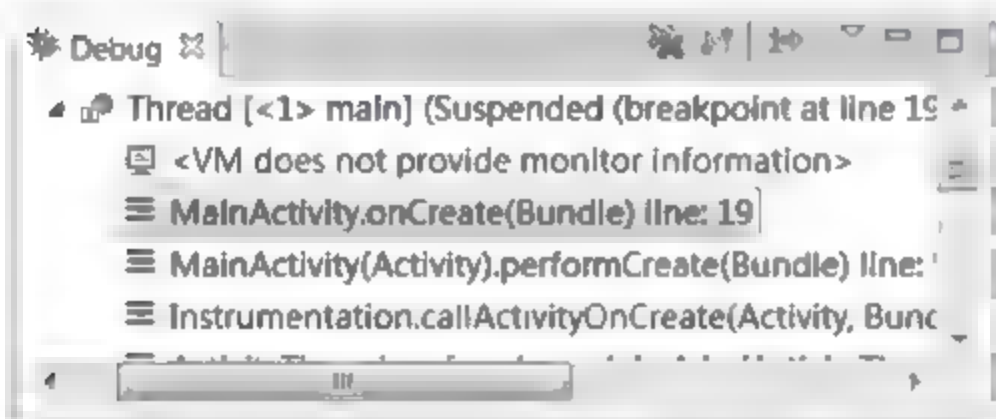 Debug
Thread [<1> main] (Suspended (breakpoint at line 19
<VM does not provide monitor information>
MainActivity.onCreate(Bundle) line: 19
MainActivity(Activity).performCreate(Bundle) line:
Instrumentation.callActivityOnCreate(Activity, Bunc